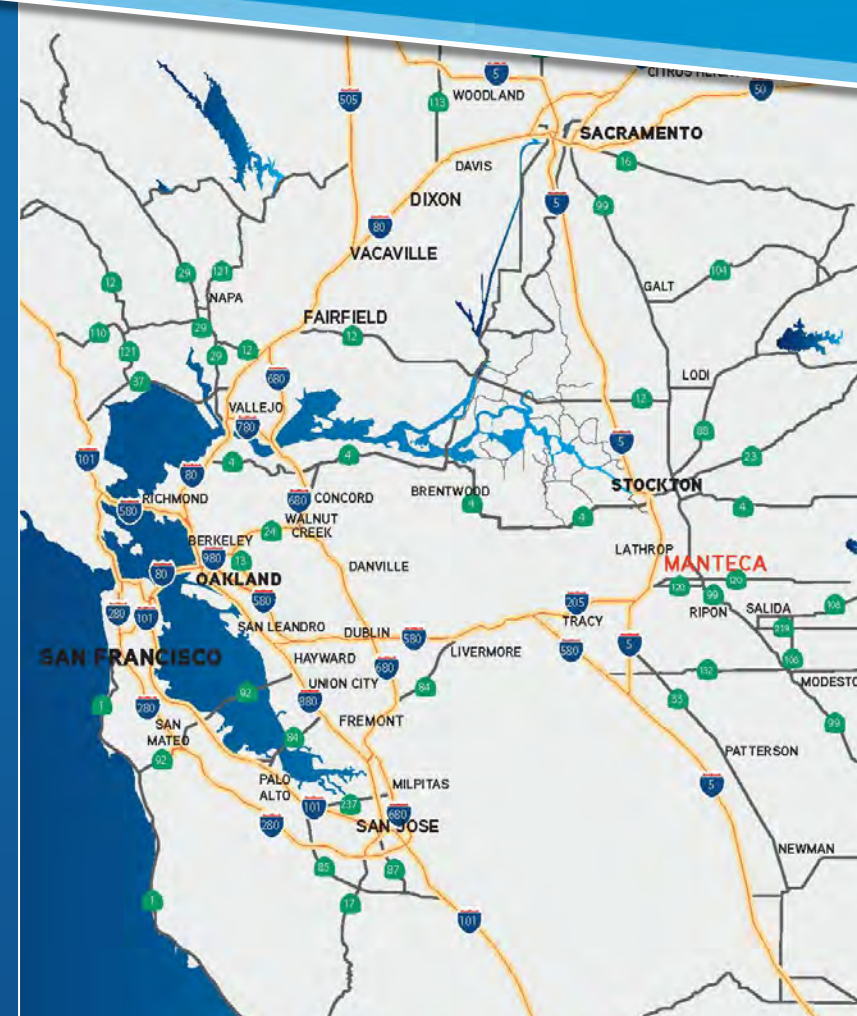 CITRUS HEI
5
50
505
113
WOODLAND
SACRAMENTO
16
DAVIS
DIXON
5
99
80
VACAVILLE
29
121
104
12
GALT
NAPA
FAIRFIELD
110
29
12
121
29
12
LODI
37
680
12
VALLEJO
780
88
5
101
4
4
23
80
STOCKTON
RICHMOND
680
CONCORD
BRENTWOOD
4
4
580
WALNUT
CREEK
24
4
BERKELEY
980
13
LATHROP
MANTECA
80
OAKLAND
DANVILLE
120
120
99
280
101
580
205
RIPON
SALIDA
108
SAN LEANDRO
DUBLIN
580
TRACY
219
SAN FRANCISCO
HAYWARD
680
LIVERMORE
580
5
108
132
UNION CITY
84
MODESTO
92
1
280
880
33
SAN
MATEO
FREMONT
84
99
92
PATTERSON
PALO
ALTO
MILPITAS
5
101
237
680
280
SAN JOSE
NEWMAN
85
87
1
17
101